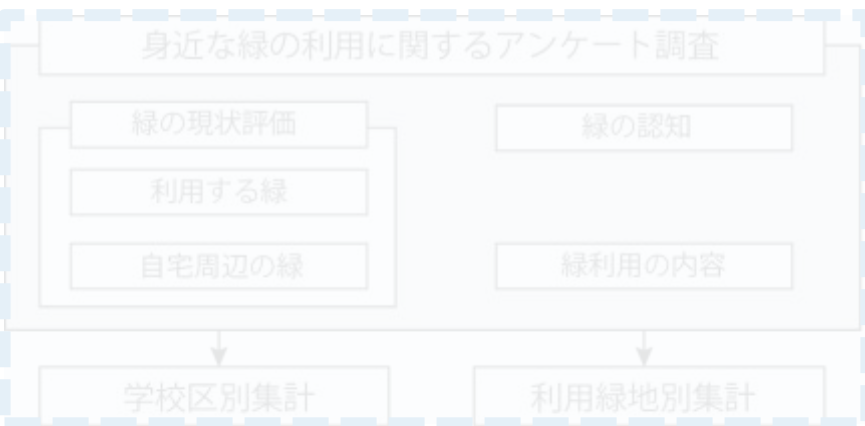 身近な緑の利用に関するアンケート調査
緑の現状評価
緑の認知
利用する緑
自宅周辺の緑
緑利用の内容
学校区別集計
利用緑地別集計